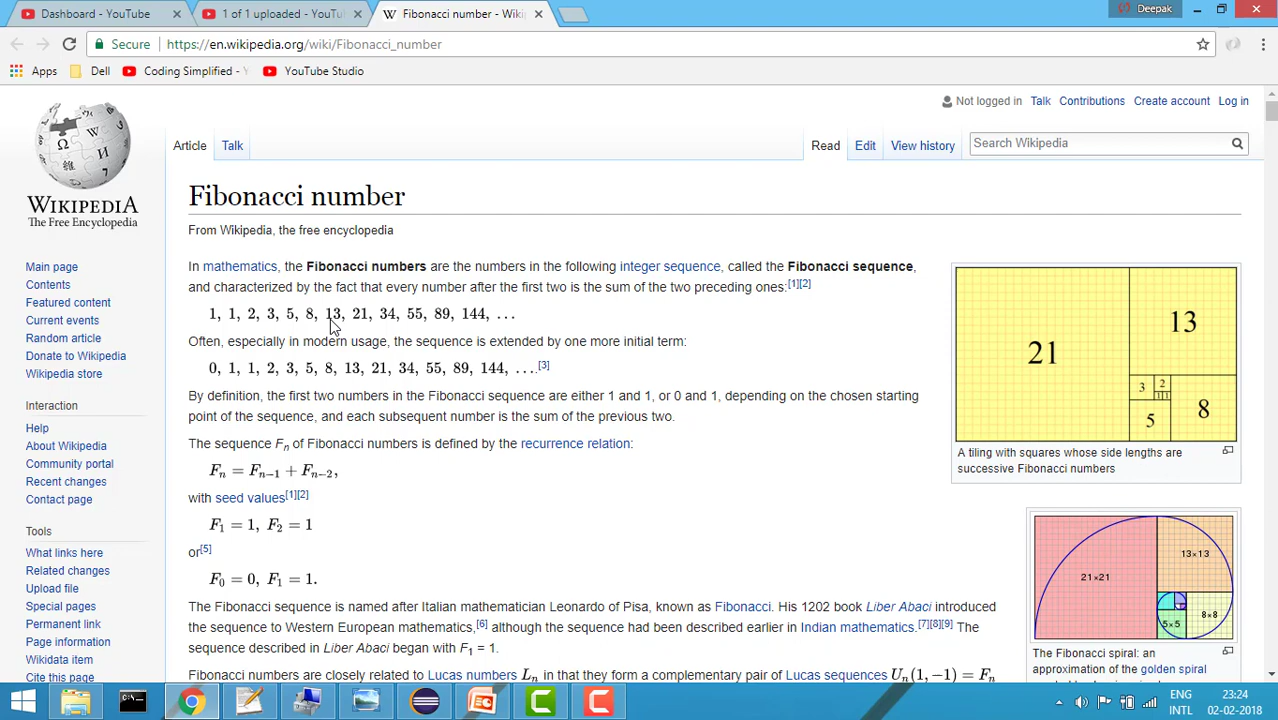 Dashboard - YouTube
1 of 1 uploaded - YouTu
Fibonacci number - Wiki
Deepak
Secure
https://en.wikipedia.org/wiki/Fibonacci_number
Apps
Dell
Coding Simplified - Y
YouTube Studio
Not logged in Talk Contributions Create account Log in
Article Talk
Read Edit View history
Search Wikipedia
WIKIPEDIA
The Free Encyclopedia
Main page
Contents
Featured content
Current events
Random article
Donate to Wikipedia
Wikipedia store
Interaction
Help
About Wikipedia
Community portal
Recent changes
Contact page
Tools
What links here
Related changes
Upload file
Special pages
Permanent link
Page information
Wikidata item
Cite this page
Fibonacci number
From Wikipedia, the free encyclopedia
In mathematics, the Fibonacci numbers are the numbers in the following integer sequence, called the Fibonacci sequence,
and characterized by the fact that every number after the first two is the sum of the two preceding ones:[1][2]
1, 1, 2, 3, 5, 8, 13, 21, 34, 55, 89, 144, …
Often, especially in modern usage, the sequence is extended by one more initial term:
0, 1, 1, 2, 3, 5, 8, 13, 21, 34, 55, 89, 144, ….[3]
By definition, the first two numbers in the Fibonacci sequence are either 1 and 1, or 0 and 1, depending on the chosen starting
point of the sequence, and each subsequent number is the sum of the previous two.
The sequence Fn of Fibonacci numbers is defined by the recurrence relation:
Fn = Fn−1 + Fn−2,
with seed values[1][2]
F1 = 1, F2 = 1
or[5]
F0 = 0, F1 = 1.
The Fibonacci sequence is named after Italian mathematician Leonardo of Pisa, known as Fibonacci. His 1202 book Liber Abaci introduced
the sequence to Western European mathematics,[6] although the sequence had been described earlier in Indian mathematics.[7][8][9] The
sequence described in Liber Abaci began with F1 = 1.
Fibonacci numbers are closely related to Lucas numbers Ln in that they form a complementary pair of Lucas sequences Un(1,−1) = Fn
21
13
3
2
1 1
5
8
A tiling with squares whose side lengths are
successive Fibonacci numbers
21×21
13×13
5×5
8×8
The Fibonacci spiral: an
approximation of the golden spiral
ENG
INTL
23:24
02-02-2018